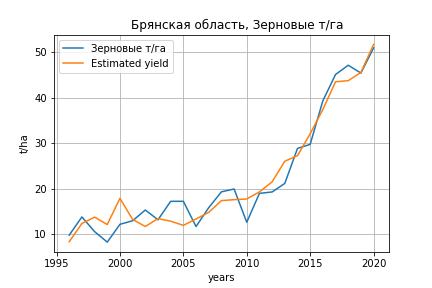 Брянская область, Зерновые т/га
Зерновые т/га
Estimated yield
t/ha
50
40
30
20
10
1995
2000
2005
2010
2015
2020
years